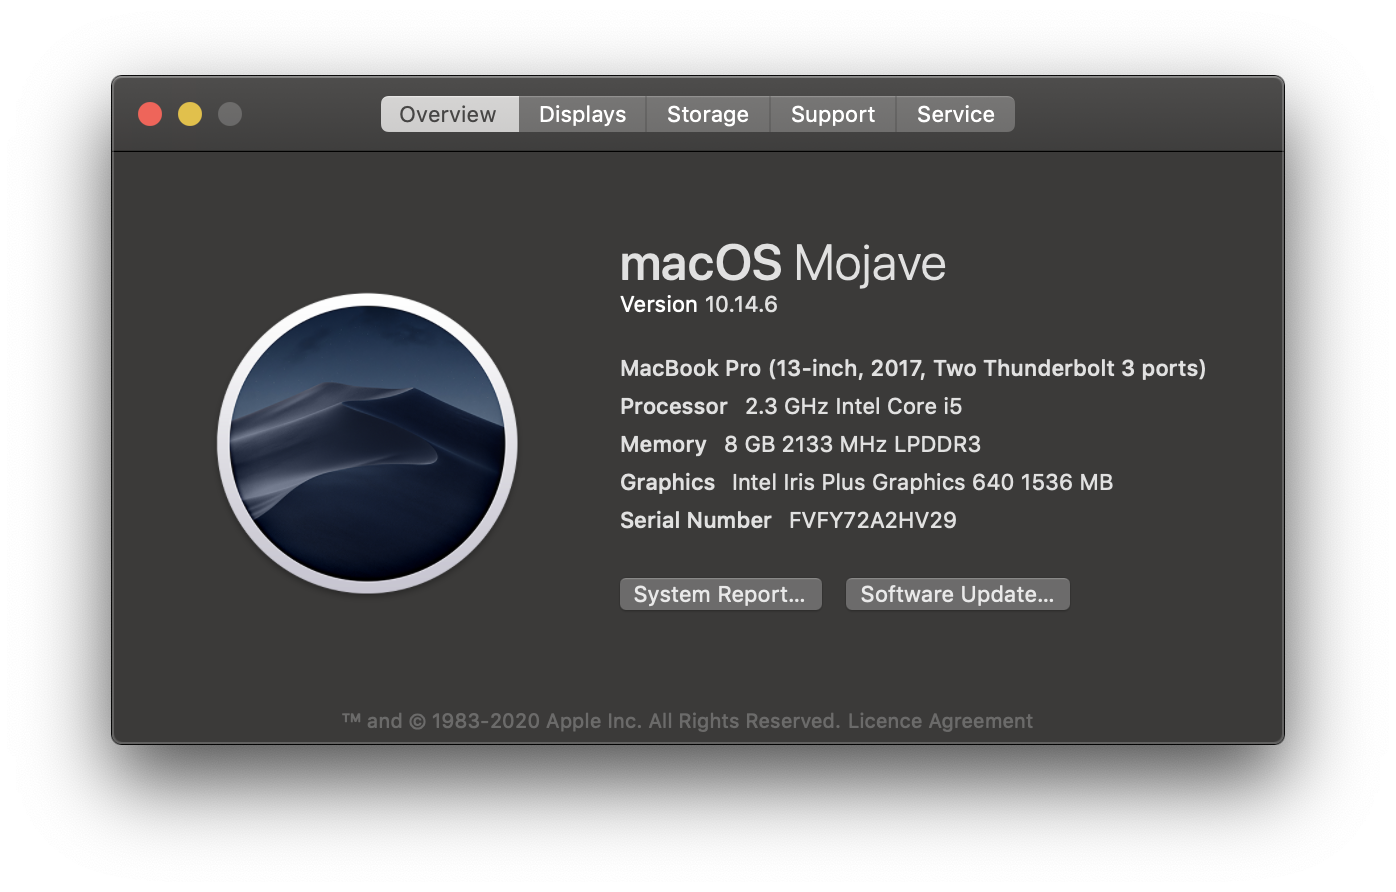 Overview Displays Storage Support Service
macOS Mojave
Version 10.14.6
MacBook Pro (13-inch, 2017, Two Thunderbolt 3 ports)
Processor 2.3 GHz Intel Core i5
Memory 8 GB 2133 MHz LPDDR3
Graphics Intel Iris Plus Graphics 640 1536 MB
Serial Number FVFY72A2HV29
System Report... Software Update...
™ and © 1983-2020 Apple Inc. All Rights Reserved. Licence Agreement